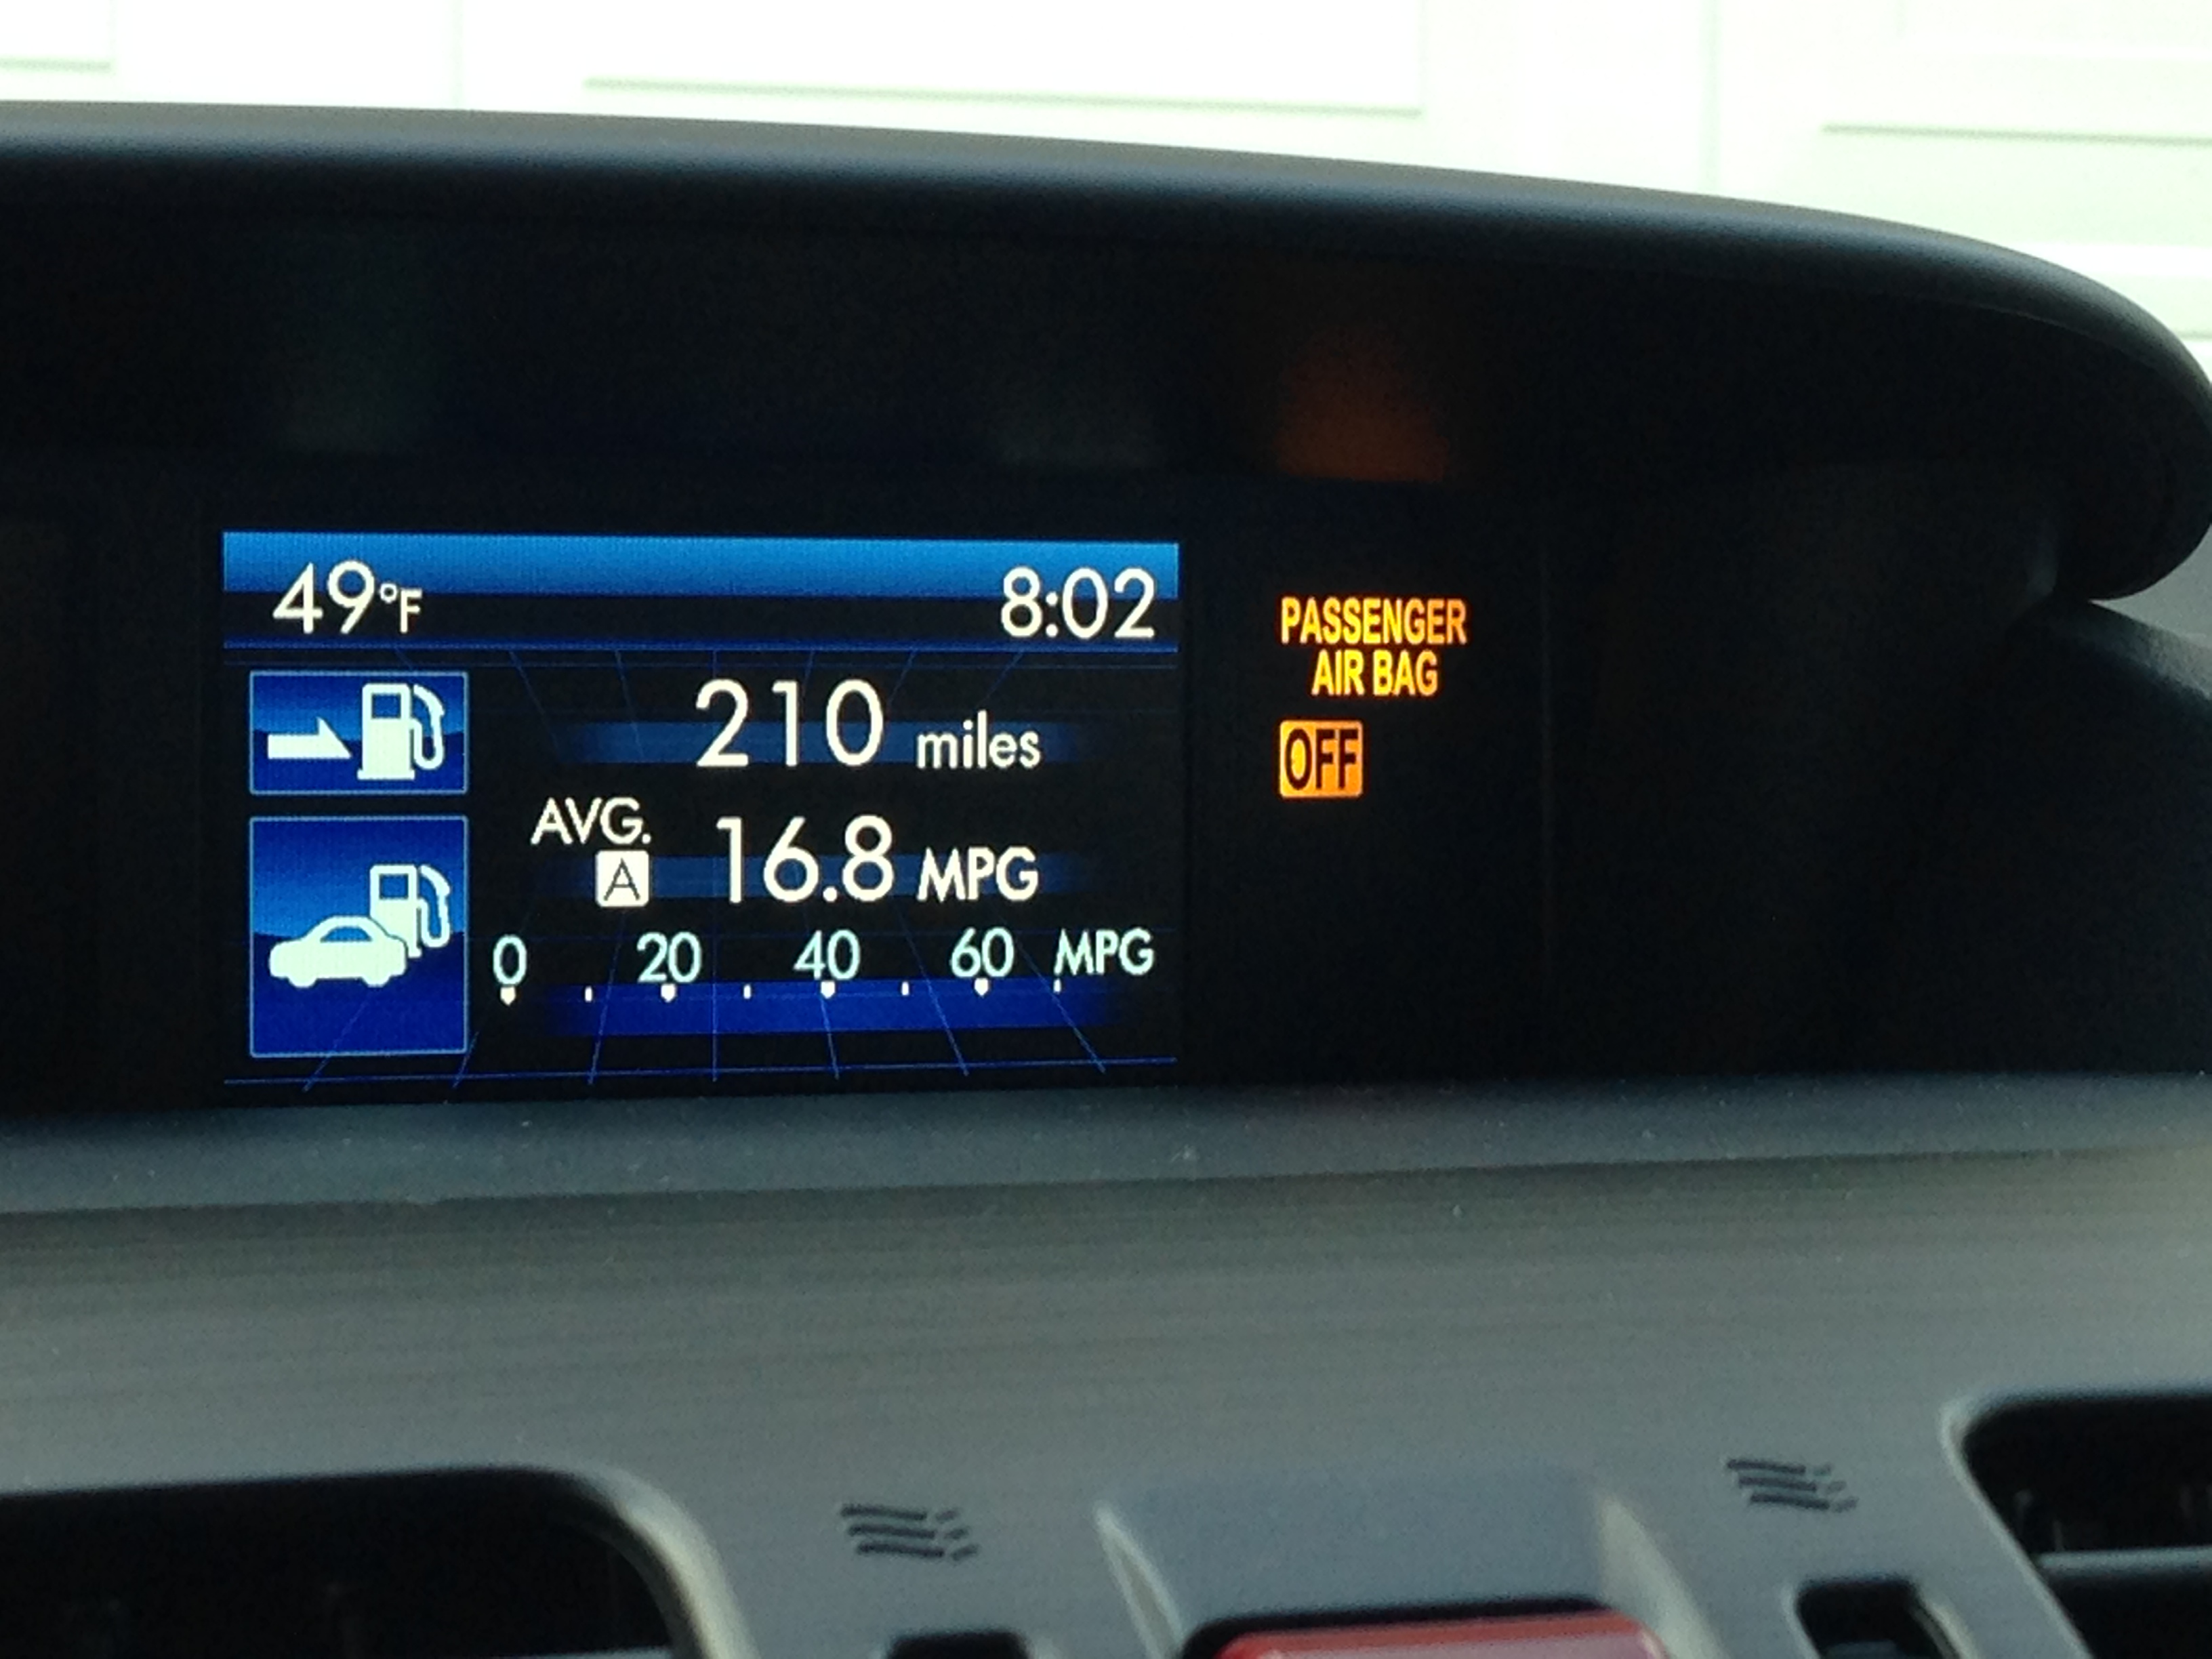 49°F 8:02
210 miles
AVG. 16.8 MPG
A
0 20 40 60 MPG
PASSENGER
AIR BAG
OFF